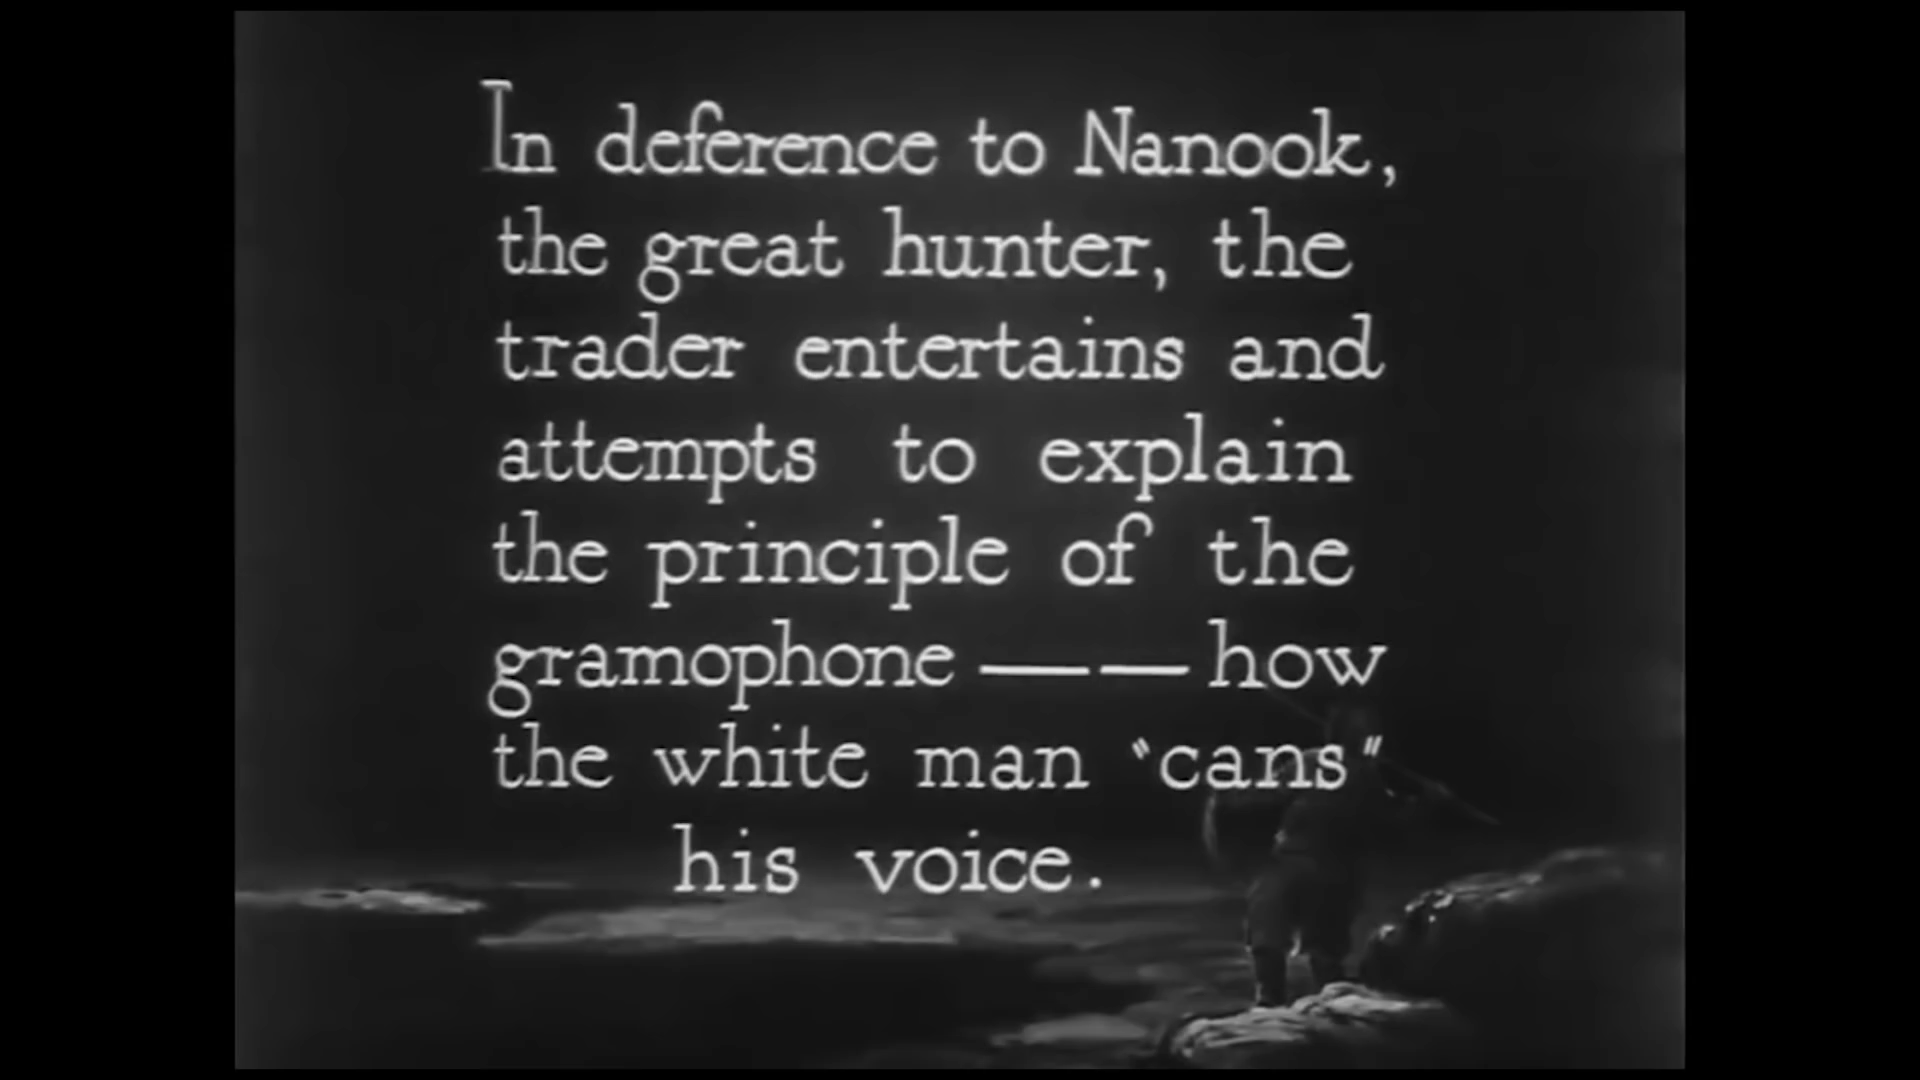 In deference to Nanook,
the great hunter, the
trader entertains and
attempts to explain
the principle of the
gramophone —— how
the white man "cans"
his voice.